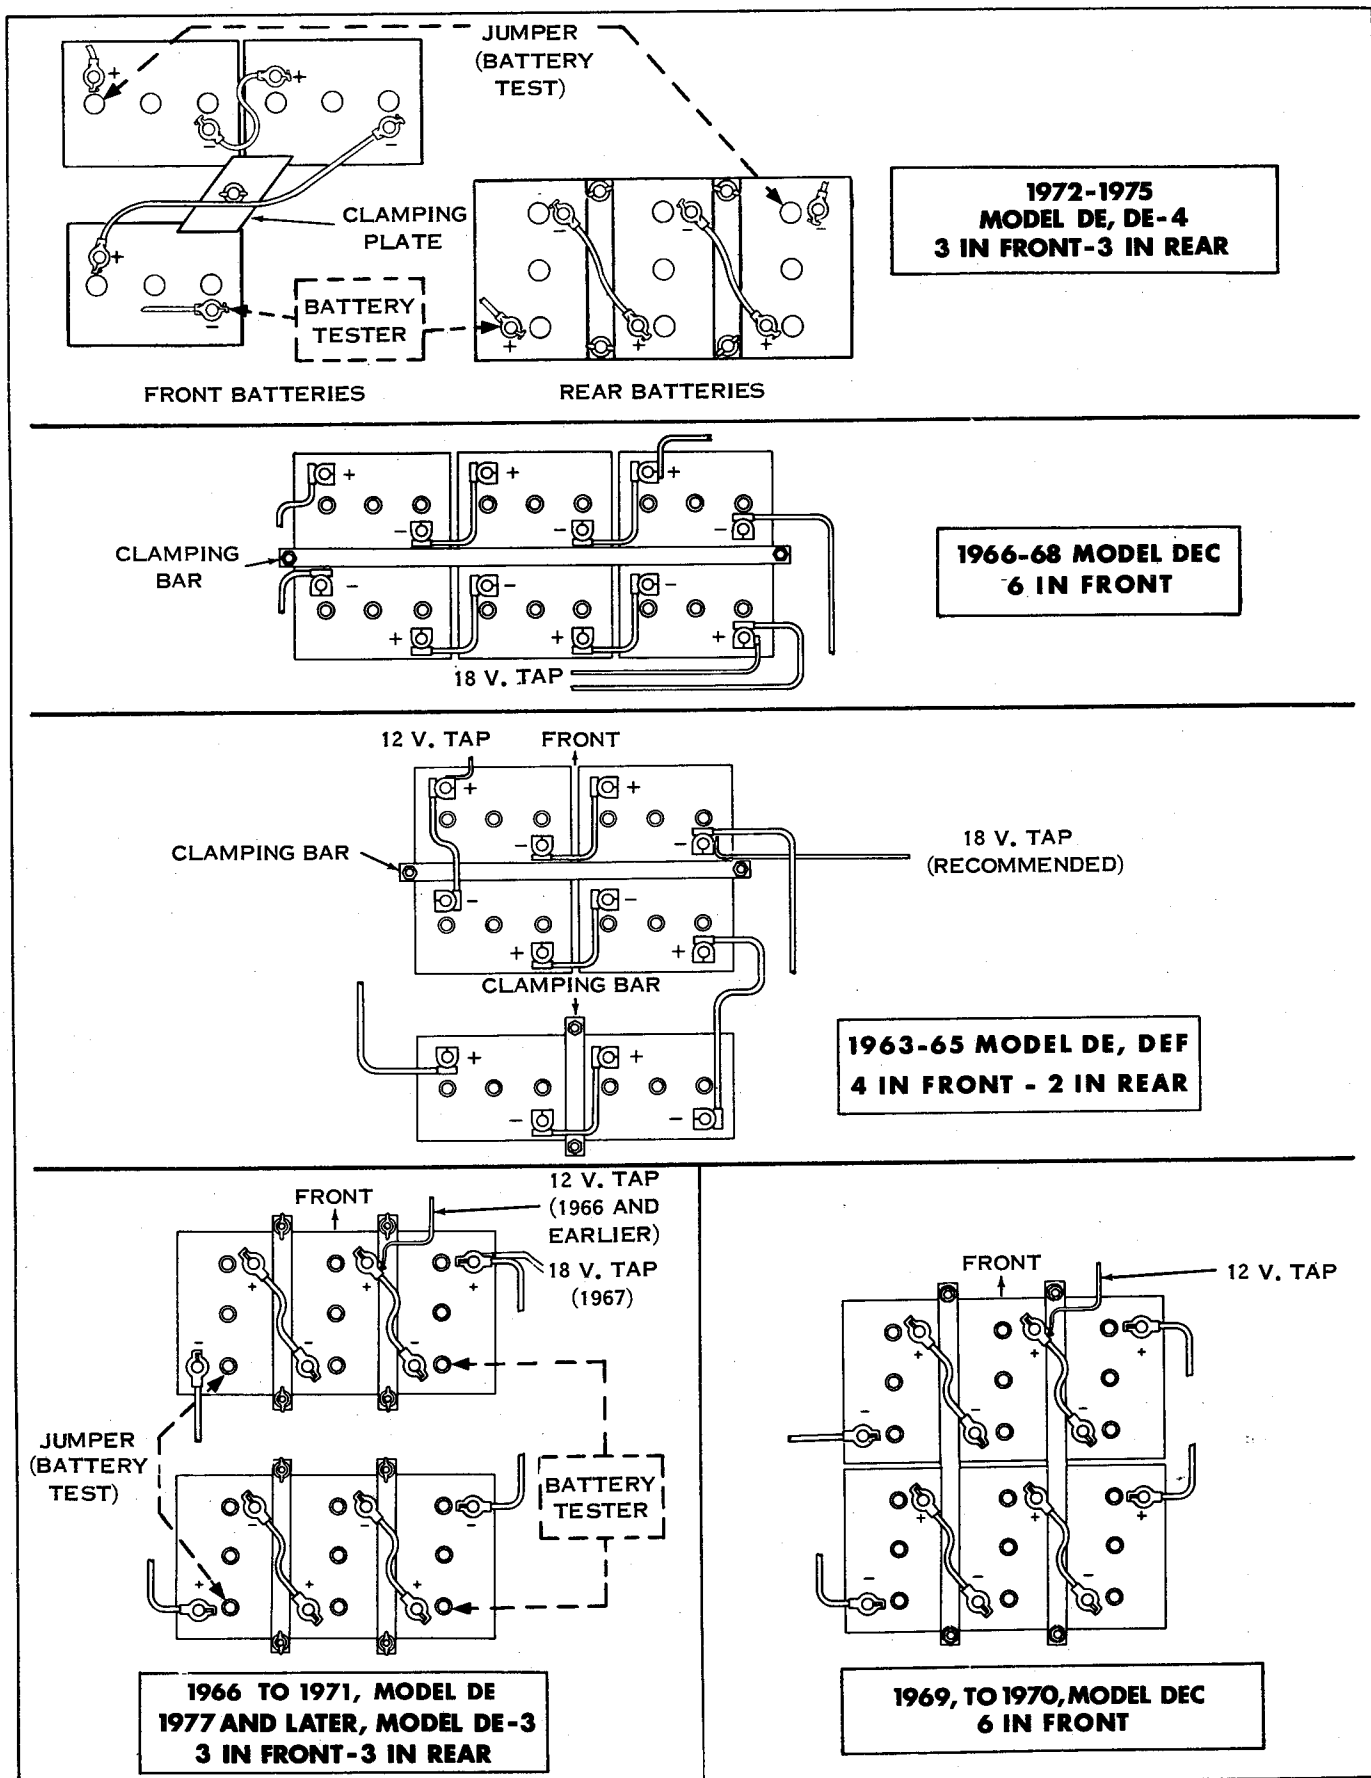 JUMPER
(BATTERY
TEST)
+
+
-
-
CLAMPING
PLATE
+
-
BATTERY
TESTER
-
-
-
+
+
+
FRONT BATTERIES
REAR BATTERIES
1972-1975
MODEL DE, DE-4
3 IN FRONT-3 IN REAR
+
+
+
-
-
-
CLAMPING
BAR
-
-
-
+
+
+
18 V. TAP
1966-68 MODEL DEC
6 IN FRONT
12 V. TAP
FRONT
+
+
-
-
CLAMPING BAR
18 V. TAP
(RECOMMENDED)
-
-
+
+
CLAMPING BAR
+
+
-
-
1963-65 MODEL DE, DEF
4 IN FRONT - 2 IN REAR
FRONT
12 V. TAP
(1966 AND
EARLIER)
18 V. TAP
(1967)
+
+
+
-
-
-
JUMPER
(BATTERY
TEST)
BATTERY
TESTER
-
-
-
+
+
+
1966 TO 1971, MODEL DE
1977 AND LATER, MODEL DE-3
3 IN FRONT-3 IN REAR
FRONT
12 V. TAP
+
+
+
-
-
-
+
+
+
-
-
-
1969, TO 1970, MODEL DEC
6 IN FRONT